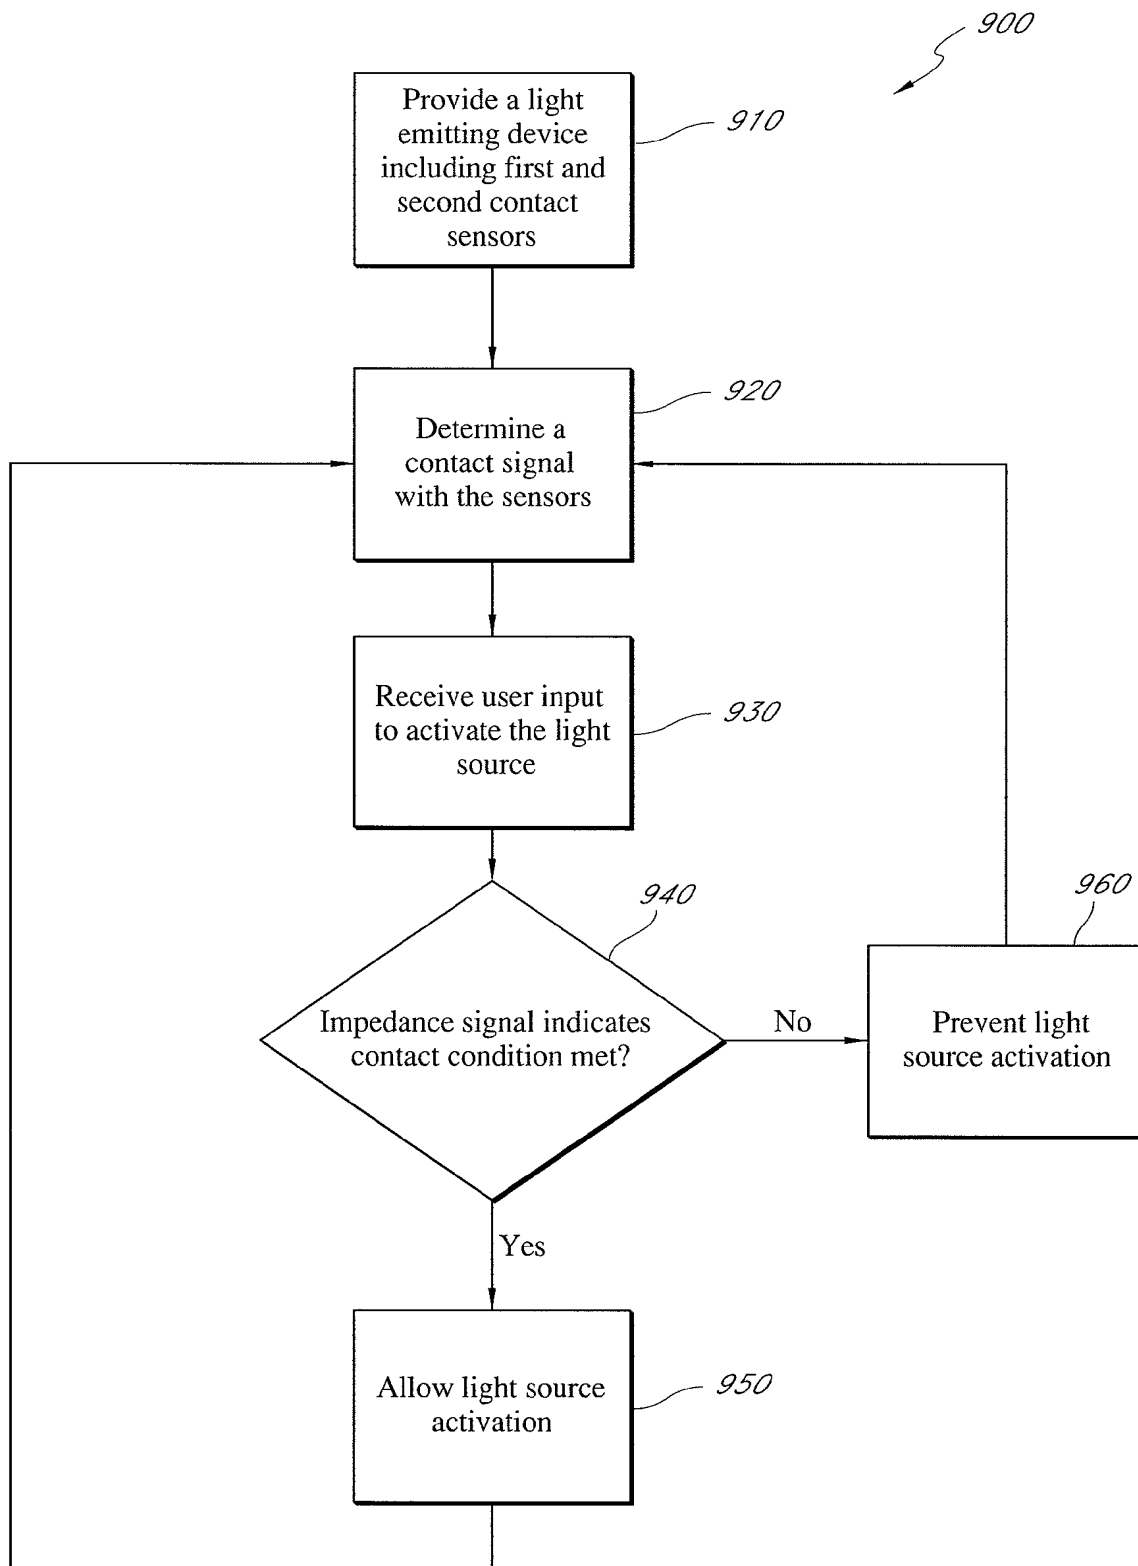 900
Provide a light
emitting device
including first and
second contact
sensors
910
Determine a
contact signal
with the sensors
920
Receive user input
to activate the light
source
930
Impedance signal indicates
contact condition met?
940
No
Prevent light
source activation
960
Yes
Allow light source
activation
950